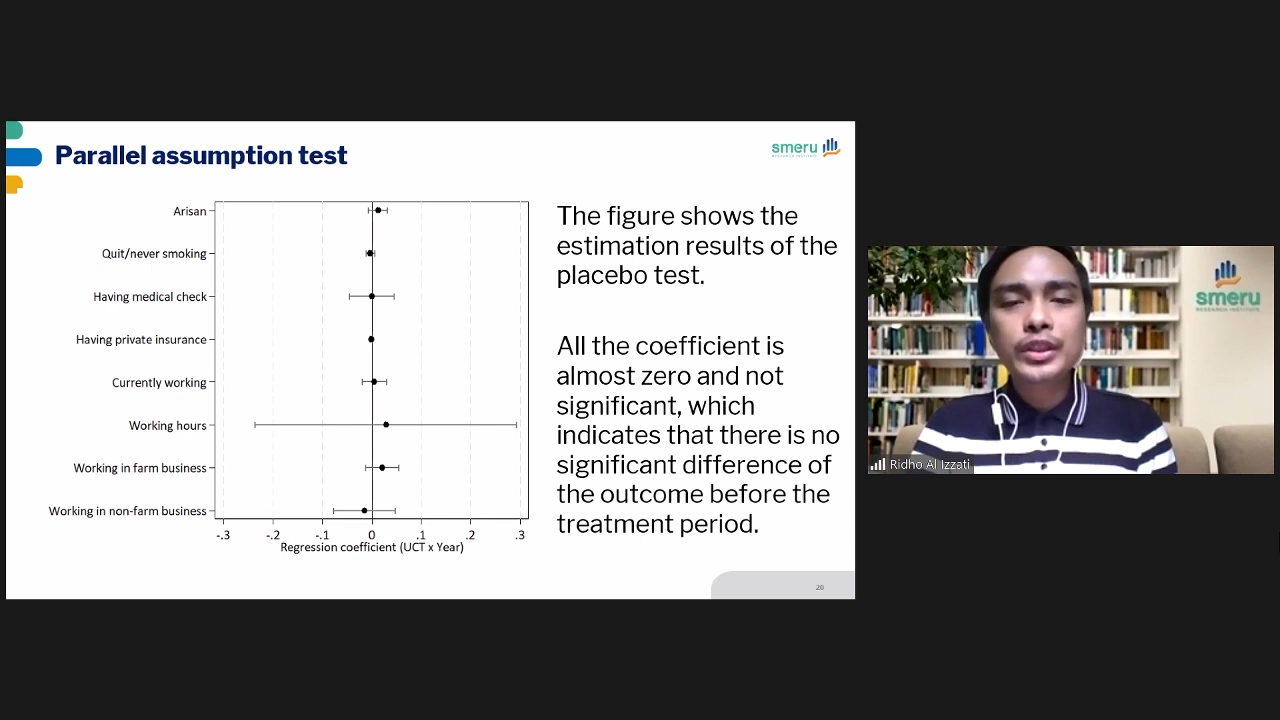 Parallel assumption test
smeru
RESEARCH INSTITUTE
Arisan
Quit/never smoking
Having medical check
Having private insurance
Currently working
Working hours
Working in farm business
Working in non-farm business
-.3 -.2 -.1 0 .1 .2 .3
Regression coefficient (UCT x Year)
The figure shows the
estimation results of the
placebo test.
All the coefficient is
almost zero and not
significant, which
indicates that there is no
significant difference of
the outcome before the
treatment period.
20
smeru
RESEARCH INSTITUTE
Ridho Al Izzati